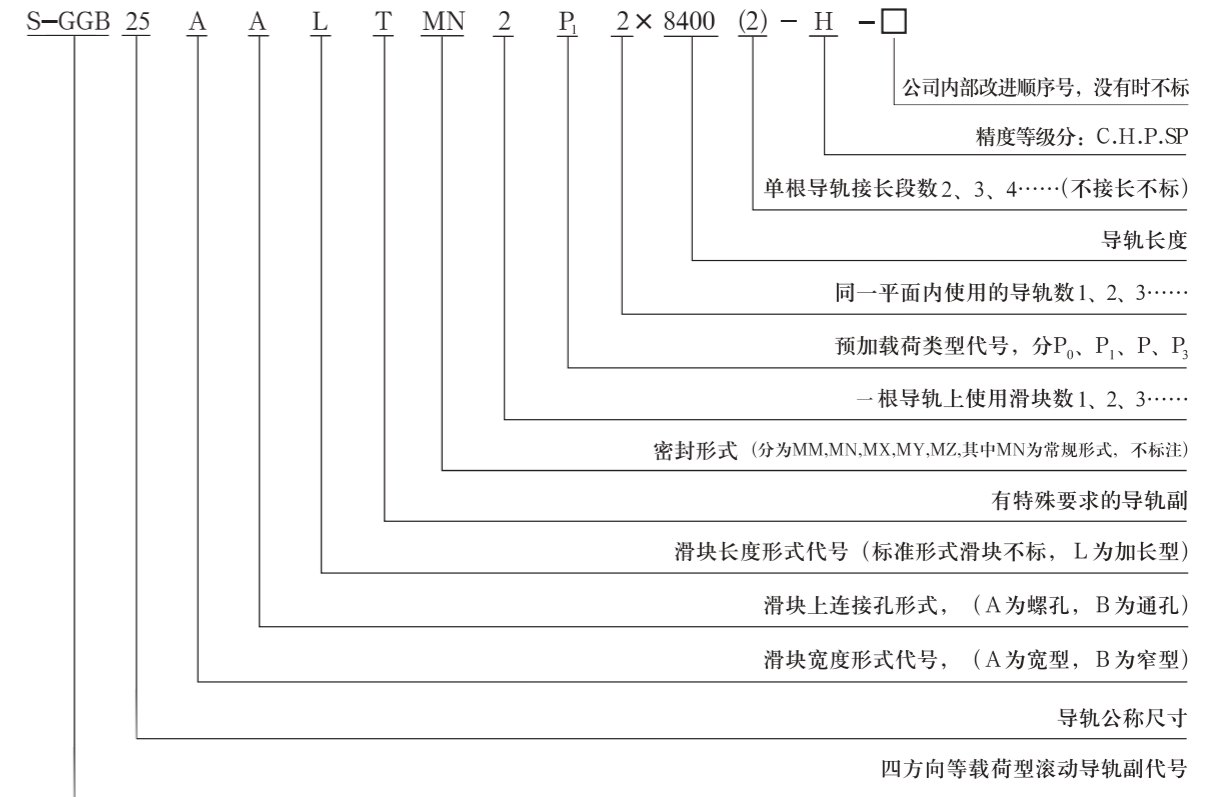 S-GGB 25 A A L T MN 2 P₁ 2×8400 (2)-H-□
公司内部改进顺序号，没有时不标
精度等级分：C.H.P.SP
单根导轨接长段数2、3、4……(不接长不标)
导轨长度
同一平面内使用的导轨数1、2、3……
预加载荷类型代号，分P₀、P₁、P、P₃
一根导轨上使用滑块数1、2、3……
密封形式（分为MM,MN,MX,MY,MZ,其中MN为常规形式，不标注）
有特殊要求的导轨副
滑块长度形式代号（标准形式滑块不标，L为加长型）
滑块上连接孔形式，（A为螺孔，B为通孔）
滑块宽度形式代号，（A为宽型，B为窄型）
导轨公称尺寸
四方向等载荷型滚动导轨副代号